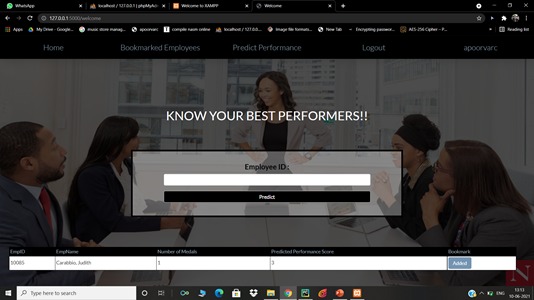 WhatsApp
localhost / 127.0.0.1 | phpMyAd
Welcome to XAMPP
Welcome
127.0.0.1:5000/welcome
Apps
My Drive - Google...
music store manag...
apoorvarc
compile nasm online
localhost / 127.0.0...
Image file formats...
New Tab
Encrypting passwor...
AES-256 Cipher – P...
Reading list
Home
Bookmarked Employees
Predict Performance
Logout
apoorvarc
KNOW YOUR BEST PERFORMERS!!
Employee ID :
Predict
EmpID EmpName Number of Medals Predicted Performance Score Bookmark
10085 Carabbio, Judith 1 3 Added
N
Type here to search
ENG
13:13
10-06-2021